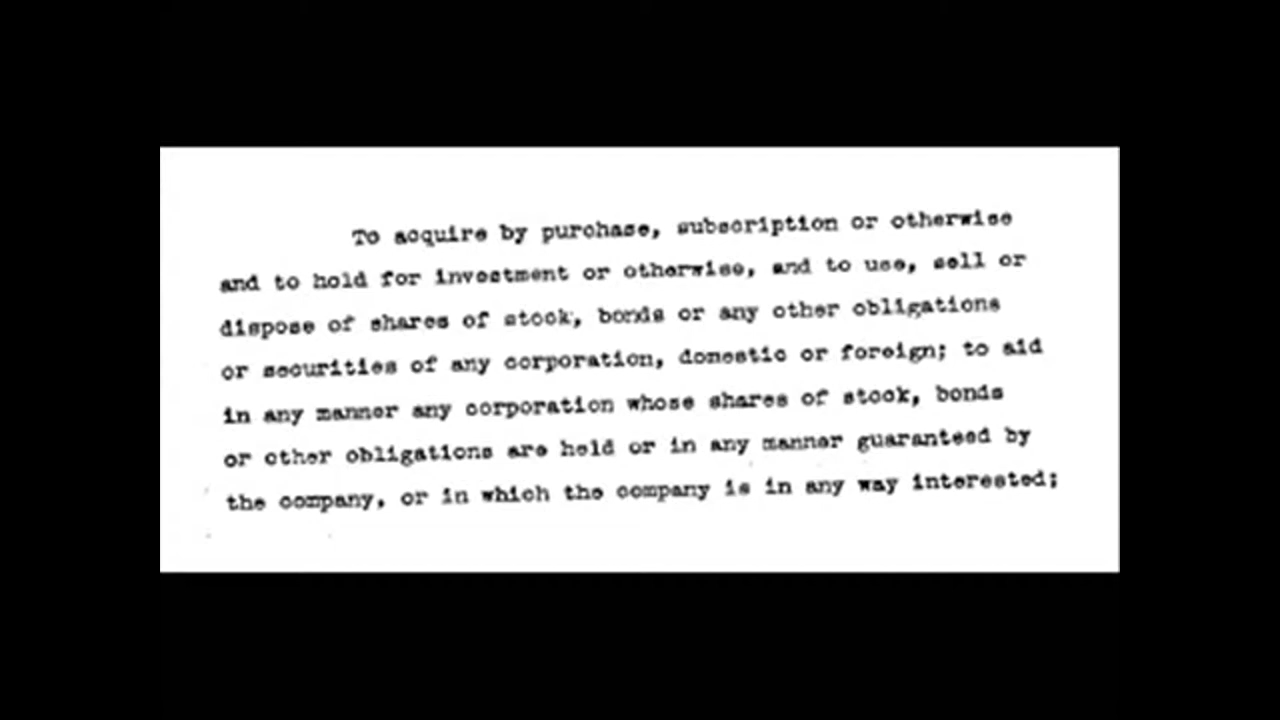 To acquire by purchase, subscription or otherwise
and to hold for investment or otherwise, and to use, sell or
dispose of shares of stock, bonds or any other obligations
or securities of any corporation, domestic or foreign; to aid
in any manner any corporation whose shares of stock, bonds
or other obligations are held or in any manner guaranteed by
the company, or in which the company is in any way interested;